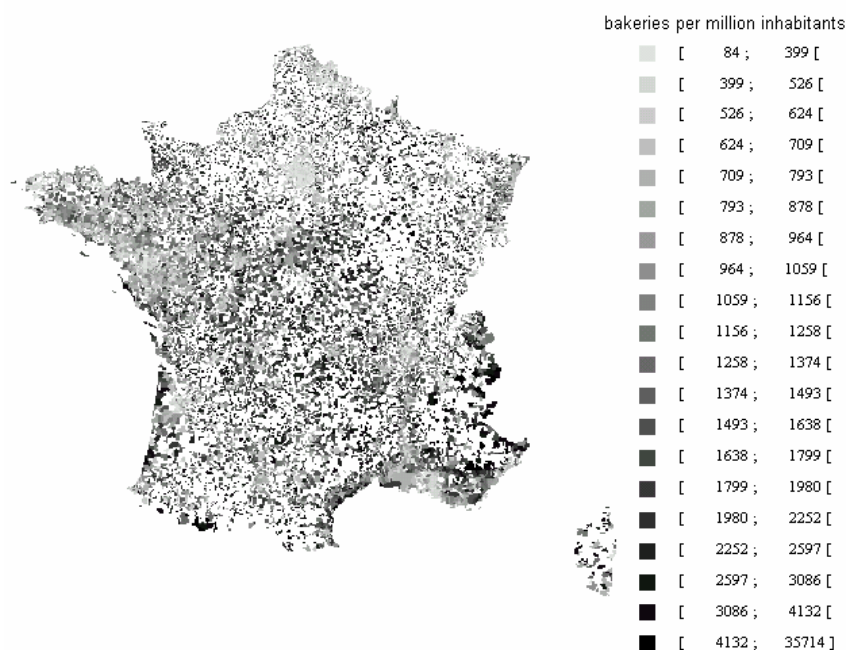 bakeries per million inhabitants
[ 84 ; 399 [
[ 399 ; 526 [
[ 526 ; 624 [
[ 624 ; 709 [
[ 709 ; 793 [
[ 793 ; 878 [
[ 878 ; 964 [
[ 964 ; 1059 [
[ 1059 ; 1156 [
[ 1156 ; 1258 [
[ 1258 ; 1374 [
[ 1374 ; 1493 [
[ 1493 ; 1638 [
[ 1638 ; 1799 [
[ 1799 ; 1980 [
[ 1980 ; 2252 [
[ 2252 ; 2597 [
[ 2597 ; 3086 [
[ 3086 ; 4132 [
[ 4132 ; 35714 ]